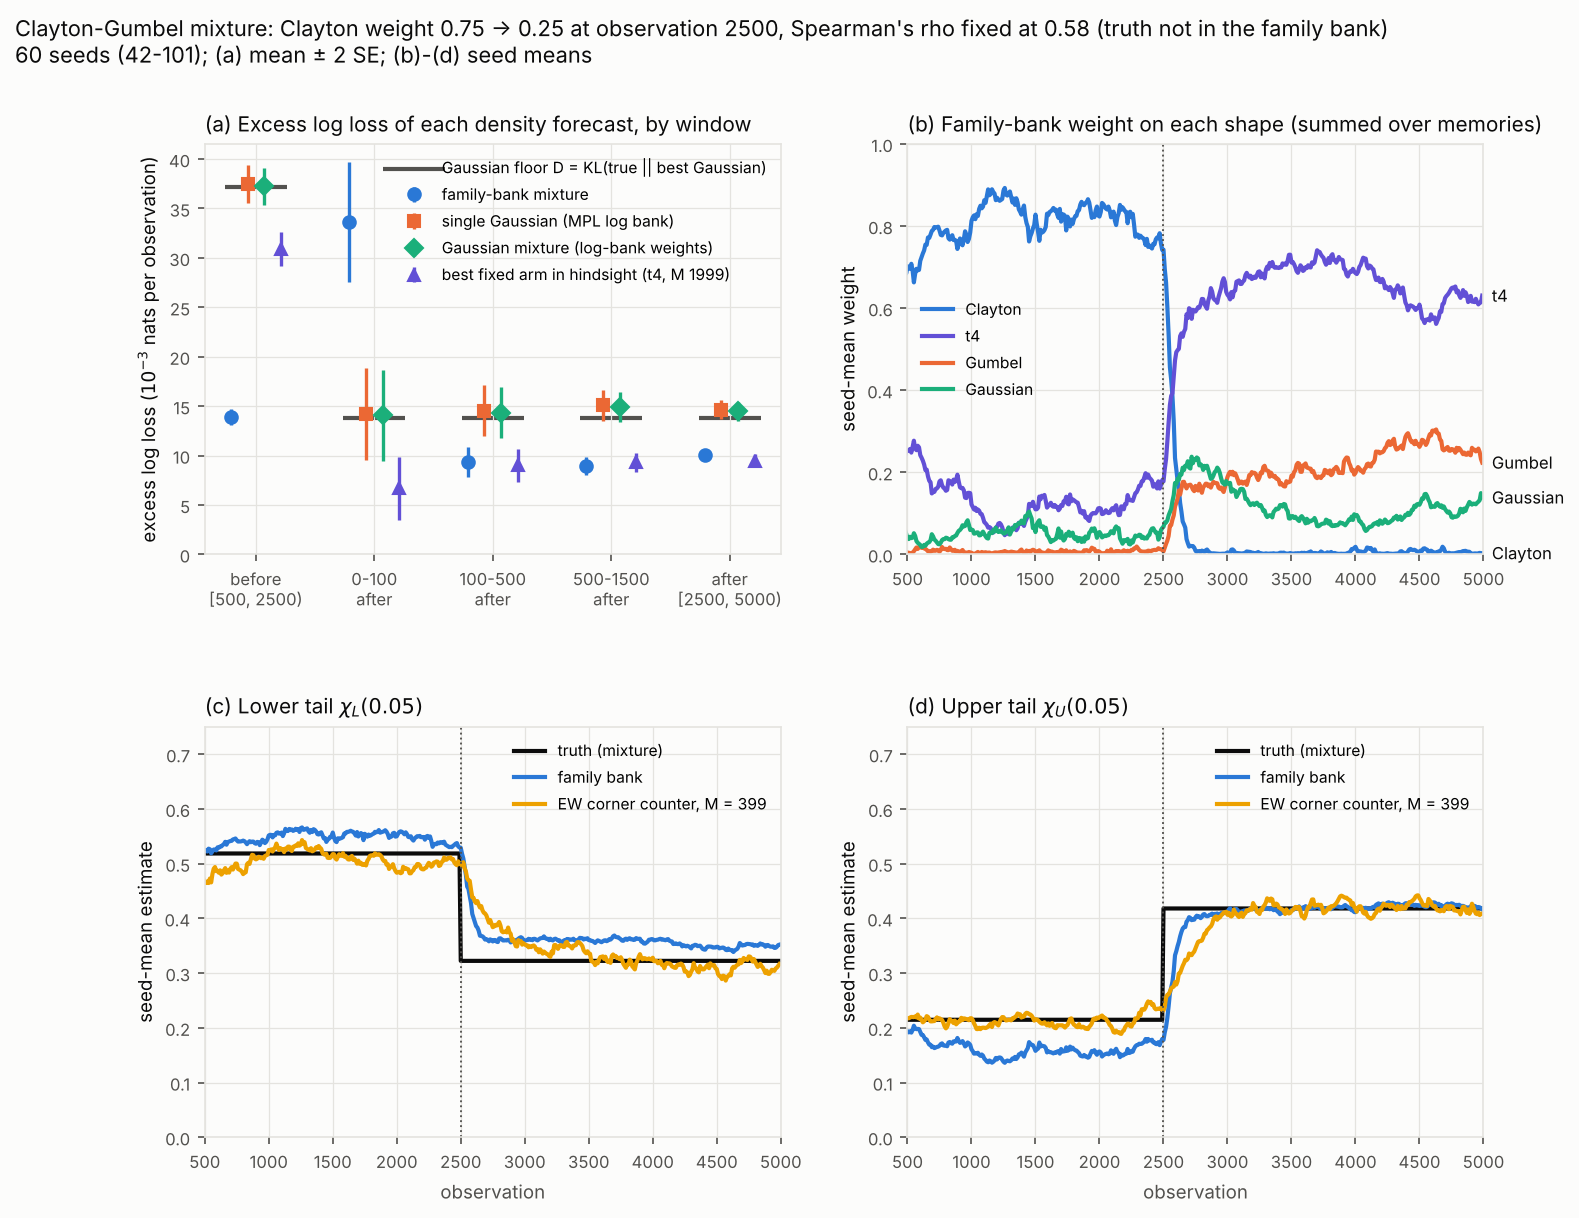 Clayton-Gumbel mixture: Clayton weight 0.75 → 0.25 at observation 2500, Spearman's rho fixed at 0.58 (truth not in the family bank)
60 seeds (42-101); (a) mean ± 2 SE; (b)-(d) seed means
(a) Excess log loss of each density forecast, by window
excess log loss (10⁻³ nats per observation)
40
35
30
25
20
15
10
5
0
Gaussian floor D = KL(true || best Gaussian)
family-bank mixture
single Gaussian (MPL log bank)
Gaussian mixture (log-bank weights)
best fixed arm in hindsight (t4, M 1999)
before
[500, 2500)
0-100
after
100-500
after
500-1500
after
after
[2500, 5000)
(b) Family-bank weight on each shape (summed over memories)
seed-mean weight
1.0
0.8
0.6
0.4
0.2
0.0
Clayton
t4
Gumbel
Gaussian
t4
Gumbel
Gaussian
Clayton
500 1000 1500 2000 2500 3000 3500 4000 4500 5000
(c) Lower tail χL(0.05)
seed-mean estimate
0.7
0.6
0.5
0.4
0.3
0.2
0.1
0.0
truth (mixture)
family bank
EW corner counter, M = 399
500 1000 1500 2000 2500 3000 3500 4000 4500 5000
observation
(d) Upper tail χU(0.05)
seed-mean estimate
0.7
0.6
0.5
0.4
0.3
0.2
0.1
0.0
truth (mixture)
family bank
EW corner counter, M = 399
500 1000 1500 2000 2500 3000 3500 4000 4500 5000
observation